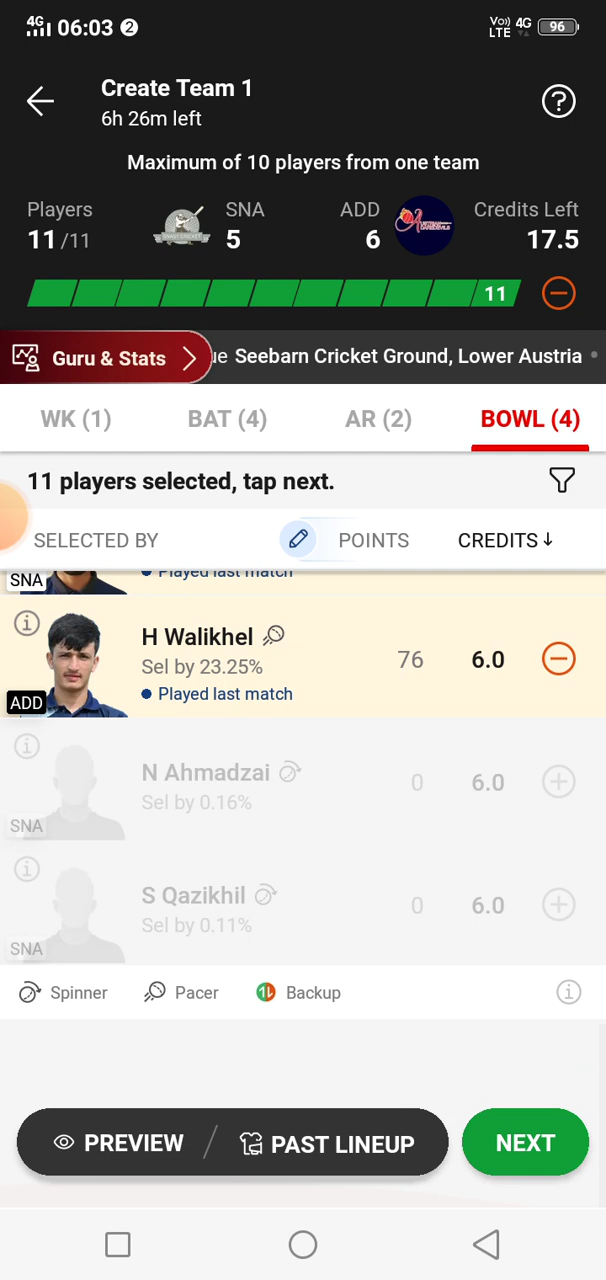 4G 06:03 2 Vo) LTE 4G 96
Create Team 1
6h 26m left
Maximum of 10 players from one team
Players SNA ADD Credits Left
11/11 5 6 17.5
11
Guru & Stats ue Seebarn Cricket Ground, Lower Austria
WK (1) BAT (4) AR (2) BOWL (4)
11 players selected, tap next.
SELECTED BY POINTS CREDITS↓
SNA Played last match
H Walikhel
Sel by 23.25% 76 6.0
ADD Played last match
N Ahmadzai
0 6.0
Sel by 0.16%
SNA
S Qazikhil
0 6.0
Sel by 0.11%
SNA
Spinner Pacer Backup
PREVIEW / PAST LINEUP NEXT